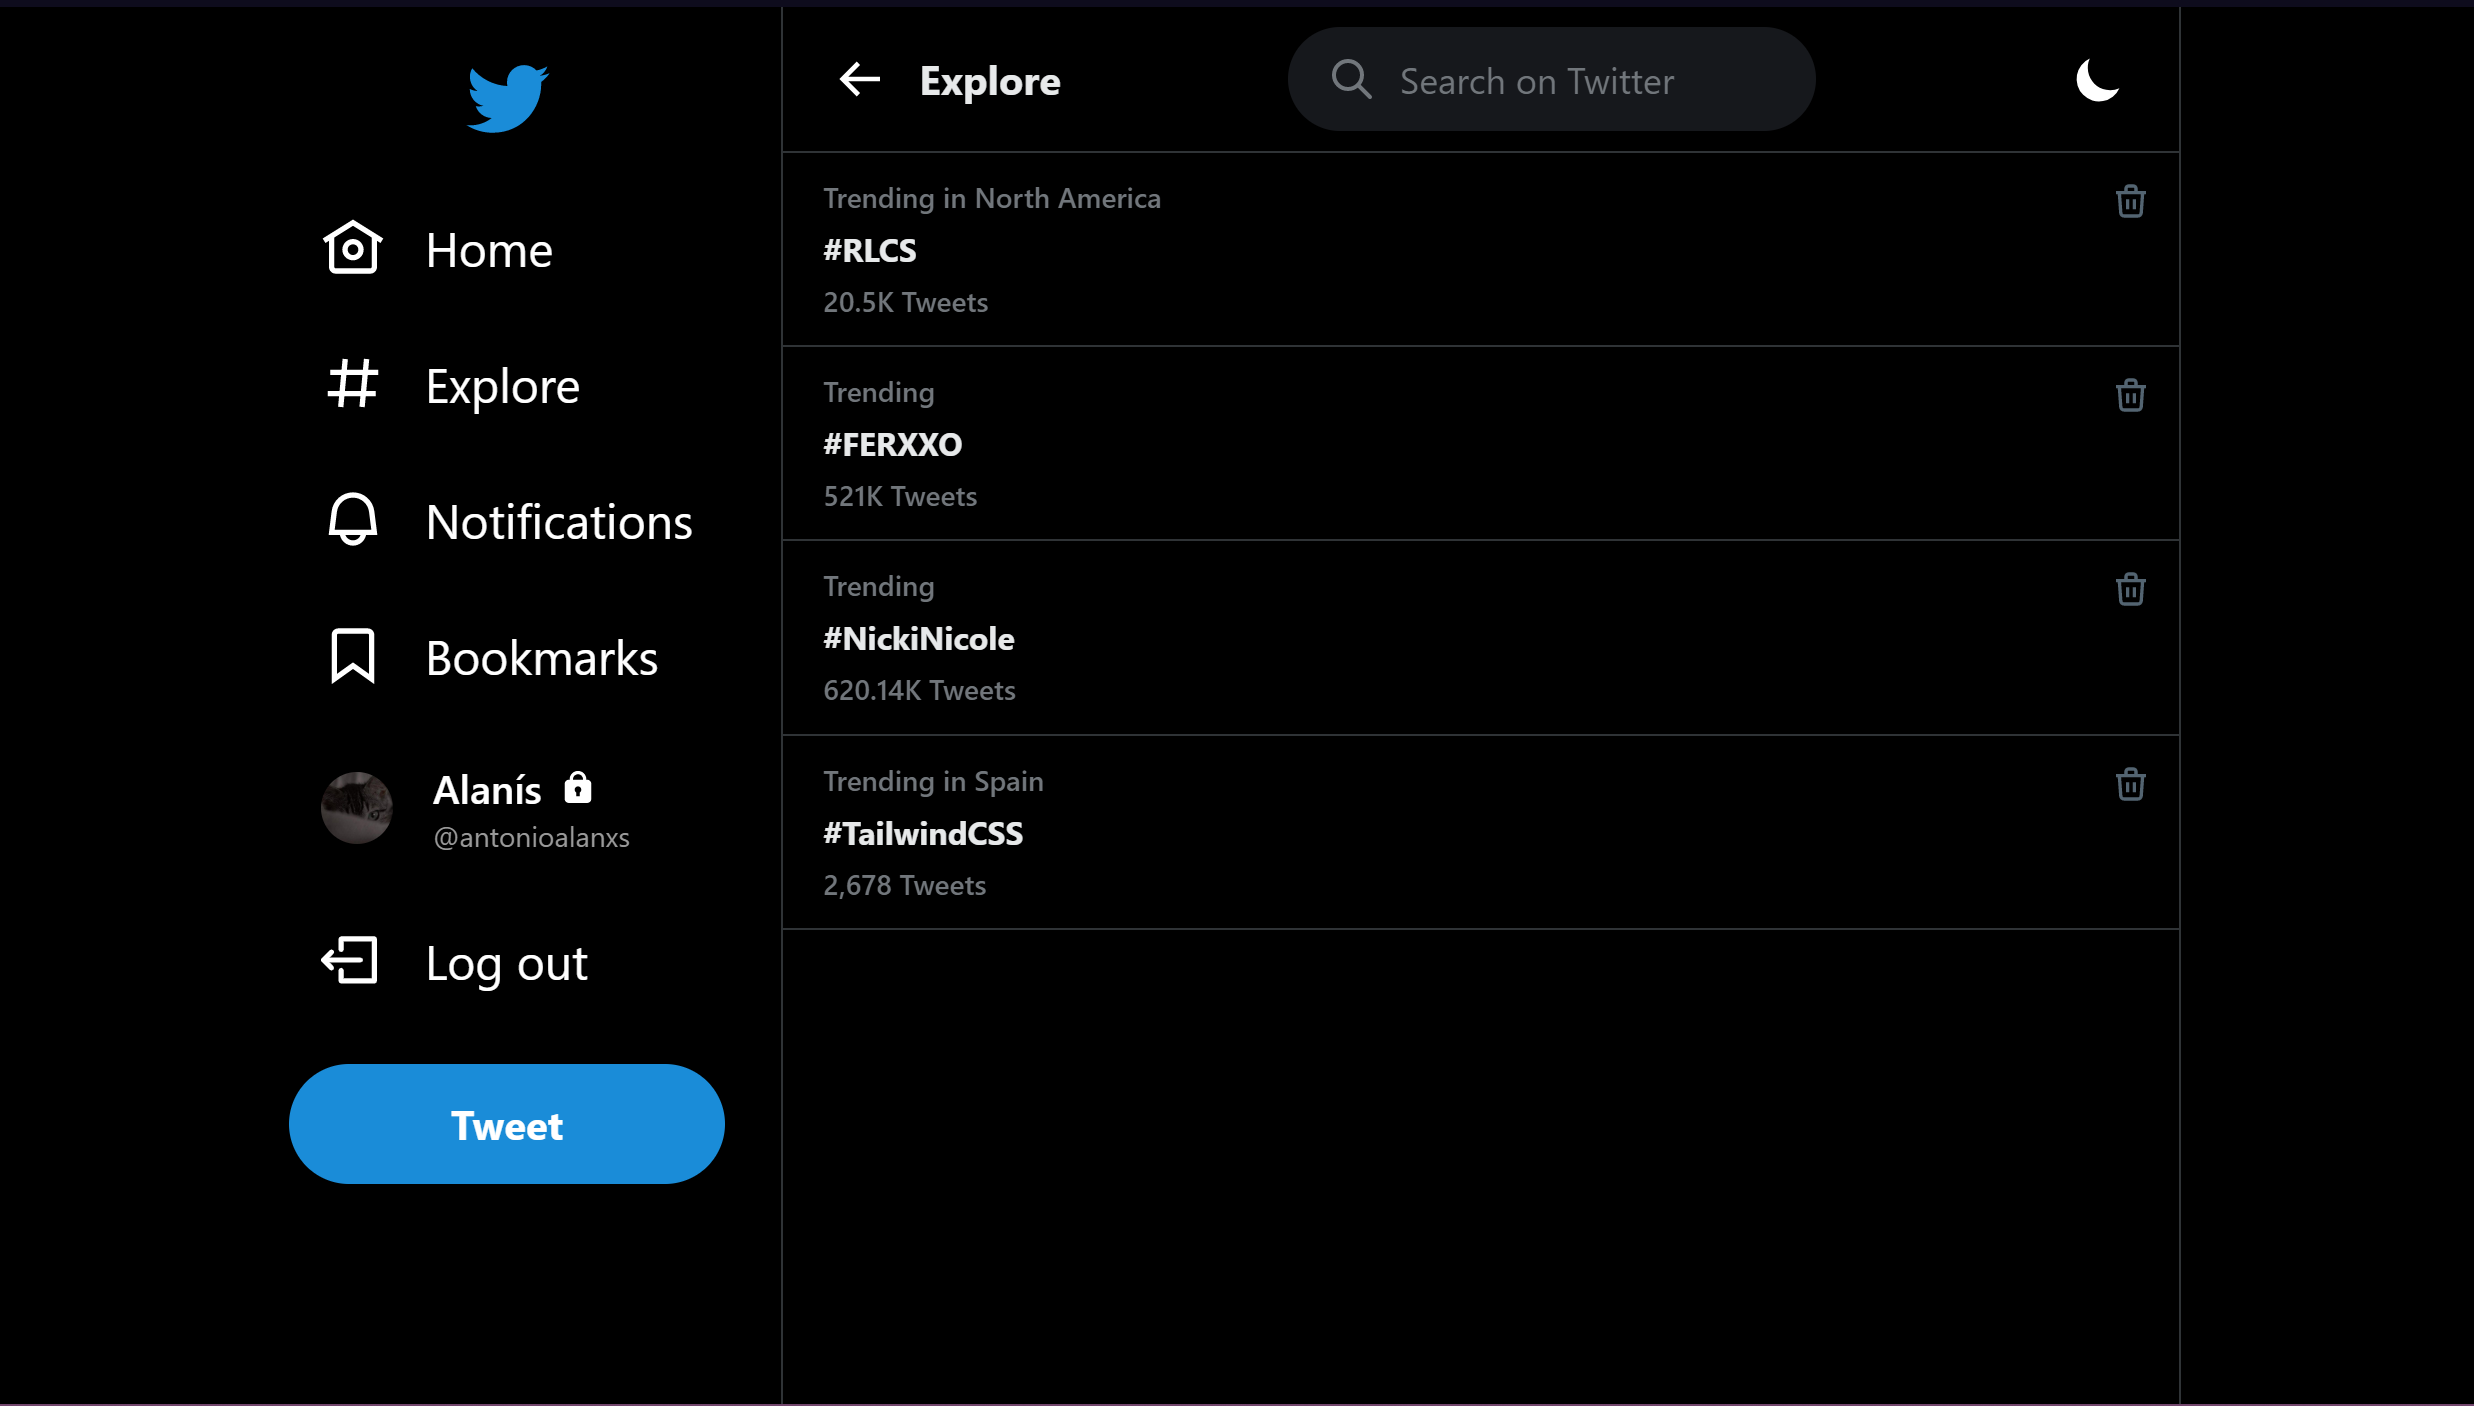 Home
Explore
Notifications
Bookmarks
Alanís
@antonioalanxs
Log out
Tweet
Explore
Search on Twitter
Trending in North America
#RLCS
20.5K Tweets
Trending
#FERXXO
521K Tweets
Trending
#NickiNicole
620.14K Tweets
Trending in Spain
#TailwindCSS
2,678 Tweets